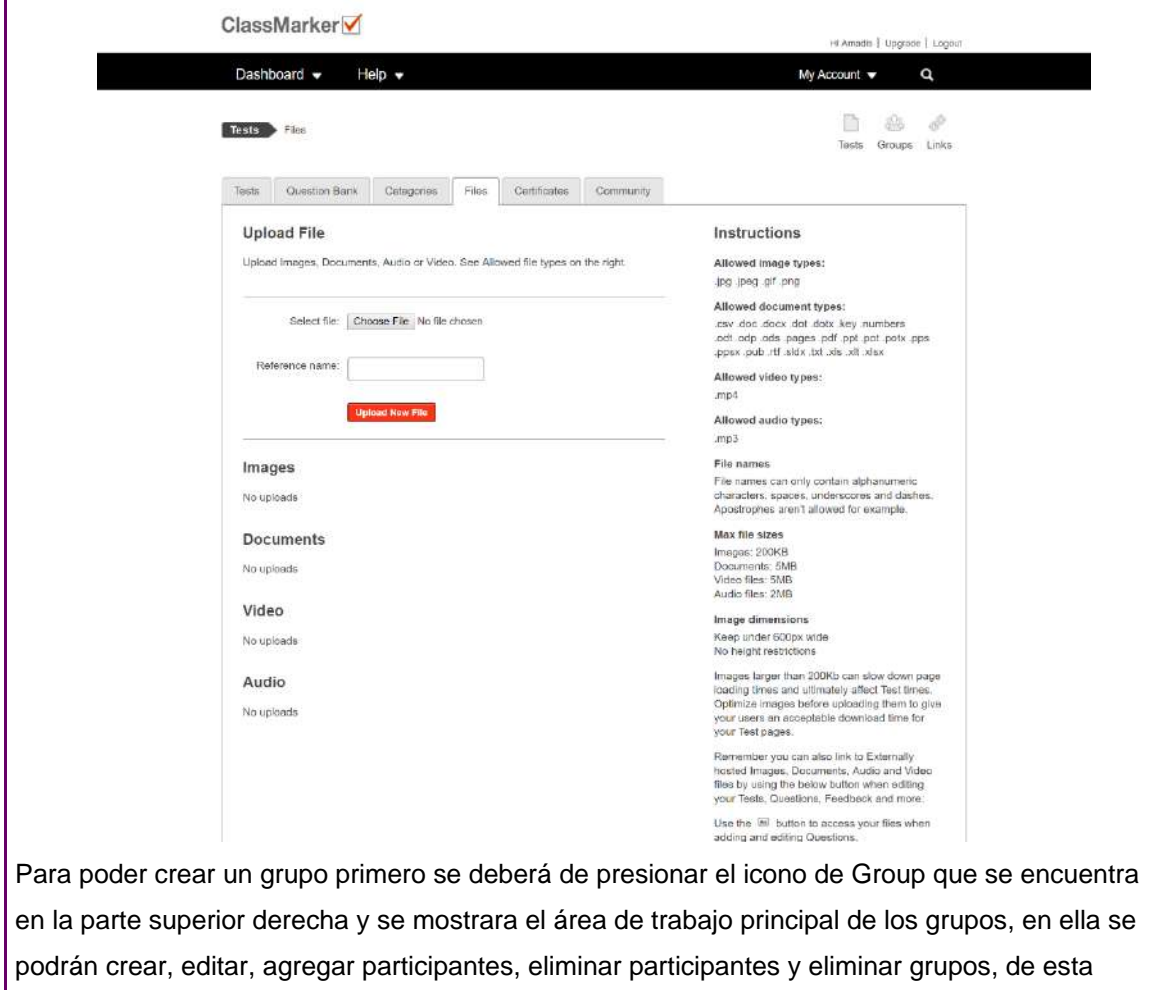 ClassMarker
Hi Amadis | Upgrade | Logout
Dashboard Help My Account
Tests Files
Tests Groups Links
Tests Question Bank Categories Files Certificates Community
Upload File
Upload Images, Documents, Audio or Video. See Allowed file types on the right.
Select file: Choose File No file chosen
Reference name:
Upload New File
Images
No uploads
Documents
No uploads
Video
No uploads
Audio
No uploads
Instructions
Allowed image types:
.jpg .jpeg .gif .png
Allowed document types:
.csv .doc .docx .dot .dotx .key .numbers
.odt .odp .ods .pages .pdf .ppt .pot .potx .pps
.ppsx .pub .rtf .sldx .txt .xls .xlt .xlsx
Allowed video types:
.mp4
Allowed audio types:
.mp3
File names
File names can only contain alphanumeric
characters, spaces, underscores and dashes.
Apostrophes aren't allowed for example.
Max file sizes
Images: 200KB
Documents: 5MB
Video files: 5MB
Audio files: 2MB
Image dimensions
Keep under 600px wide
No height restrictions
Images larger than 200Kb can slow down page
loading times and ultimately affect Test times.
Optimize images before uploading them to give
your users an acceptable download time for
your Test pages.
Remember you can also link to Externally
hosted Images, Documents, Audio and Video
files by using the below button when editing
your Tests, Questions, Feedback and more:
Use the button to access your files when
adding and editing Questions.
Para poder crear un grupo primero se deberá de presionar el icono de Group que se encuentra
en la parte superior derecha y se mostrara el área de trabajo principal de los grupos, en ella se
podrán crear, editar, agregar participantes, eliminar participantes y eliminar grupos, de esta